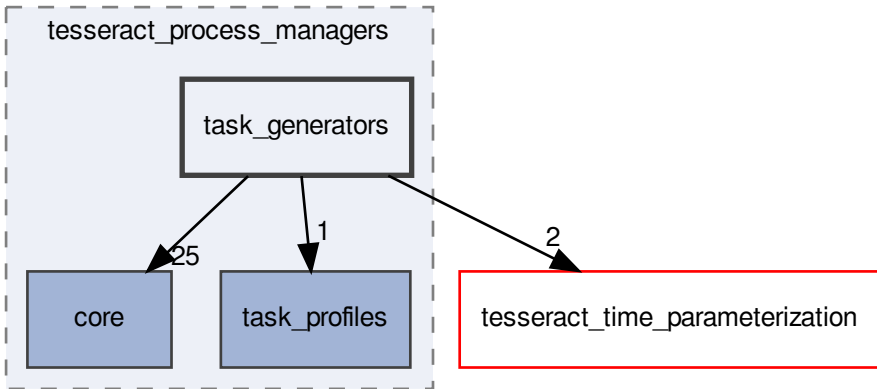 tesseract_process_managers
task_generators
25
1
2
core
task_profiles
tesseract_time_parameterization